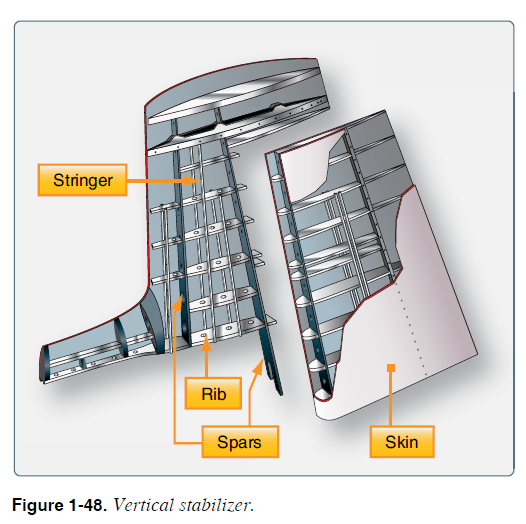 Stringer
Rib
Spars
Skin
Figure 1-48. Vertical stabilizer.